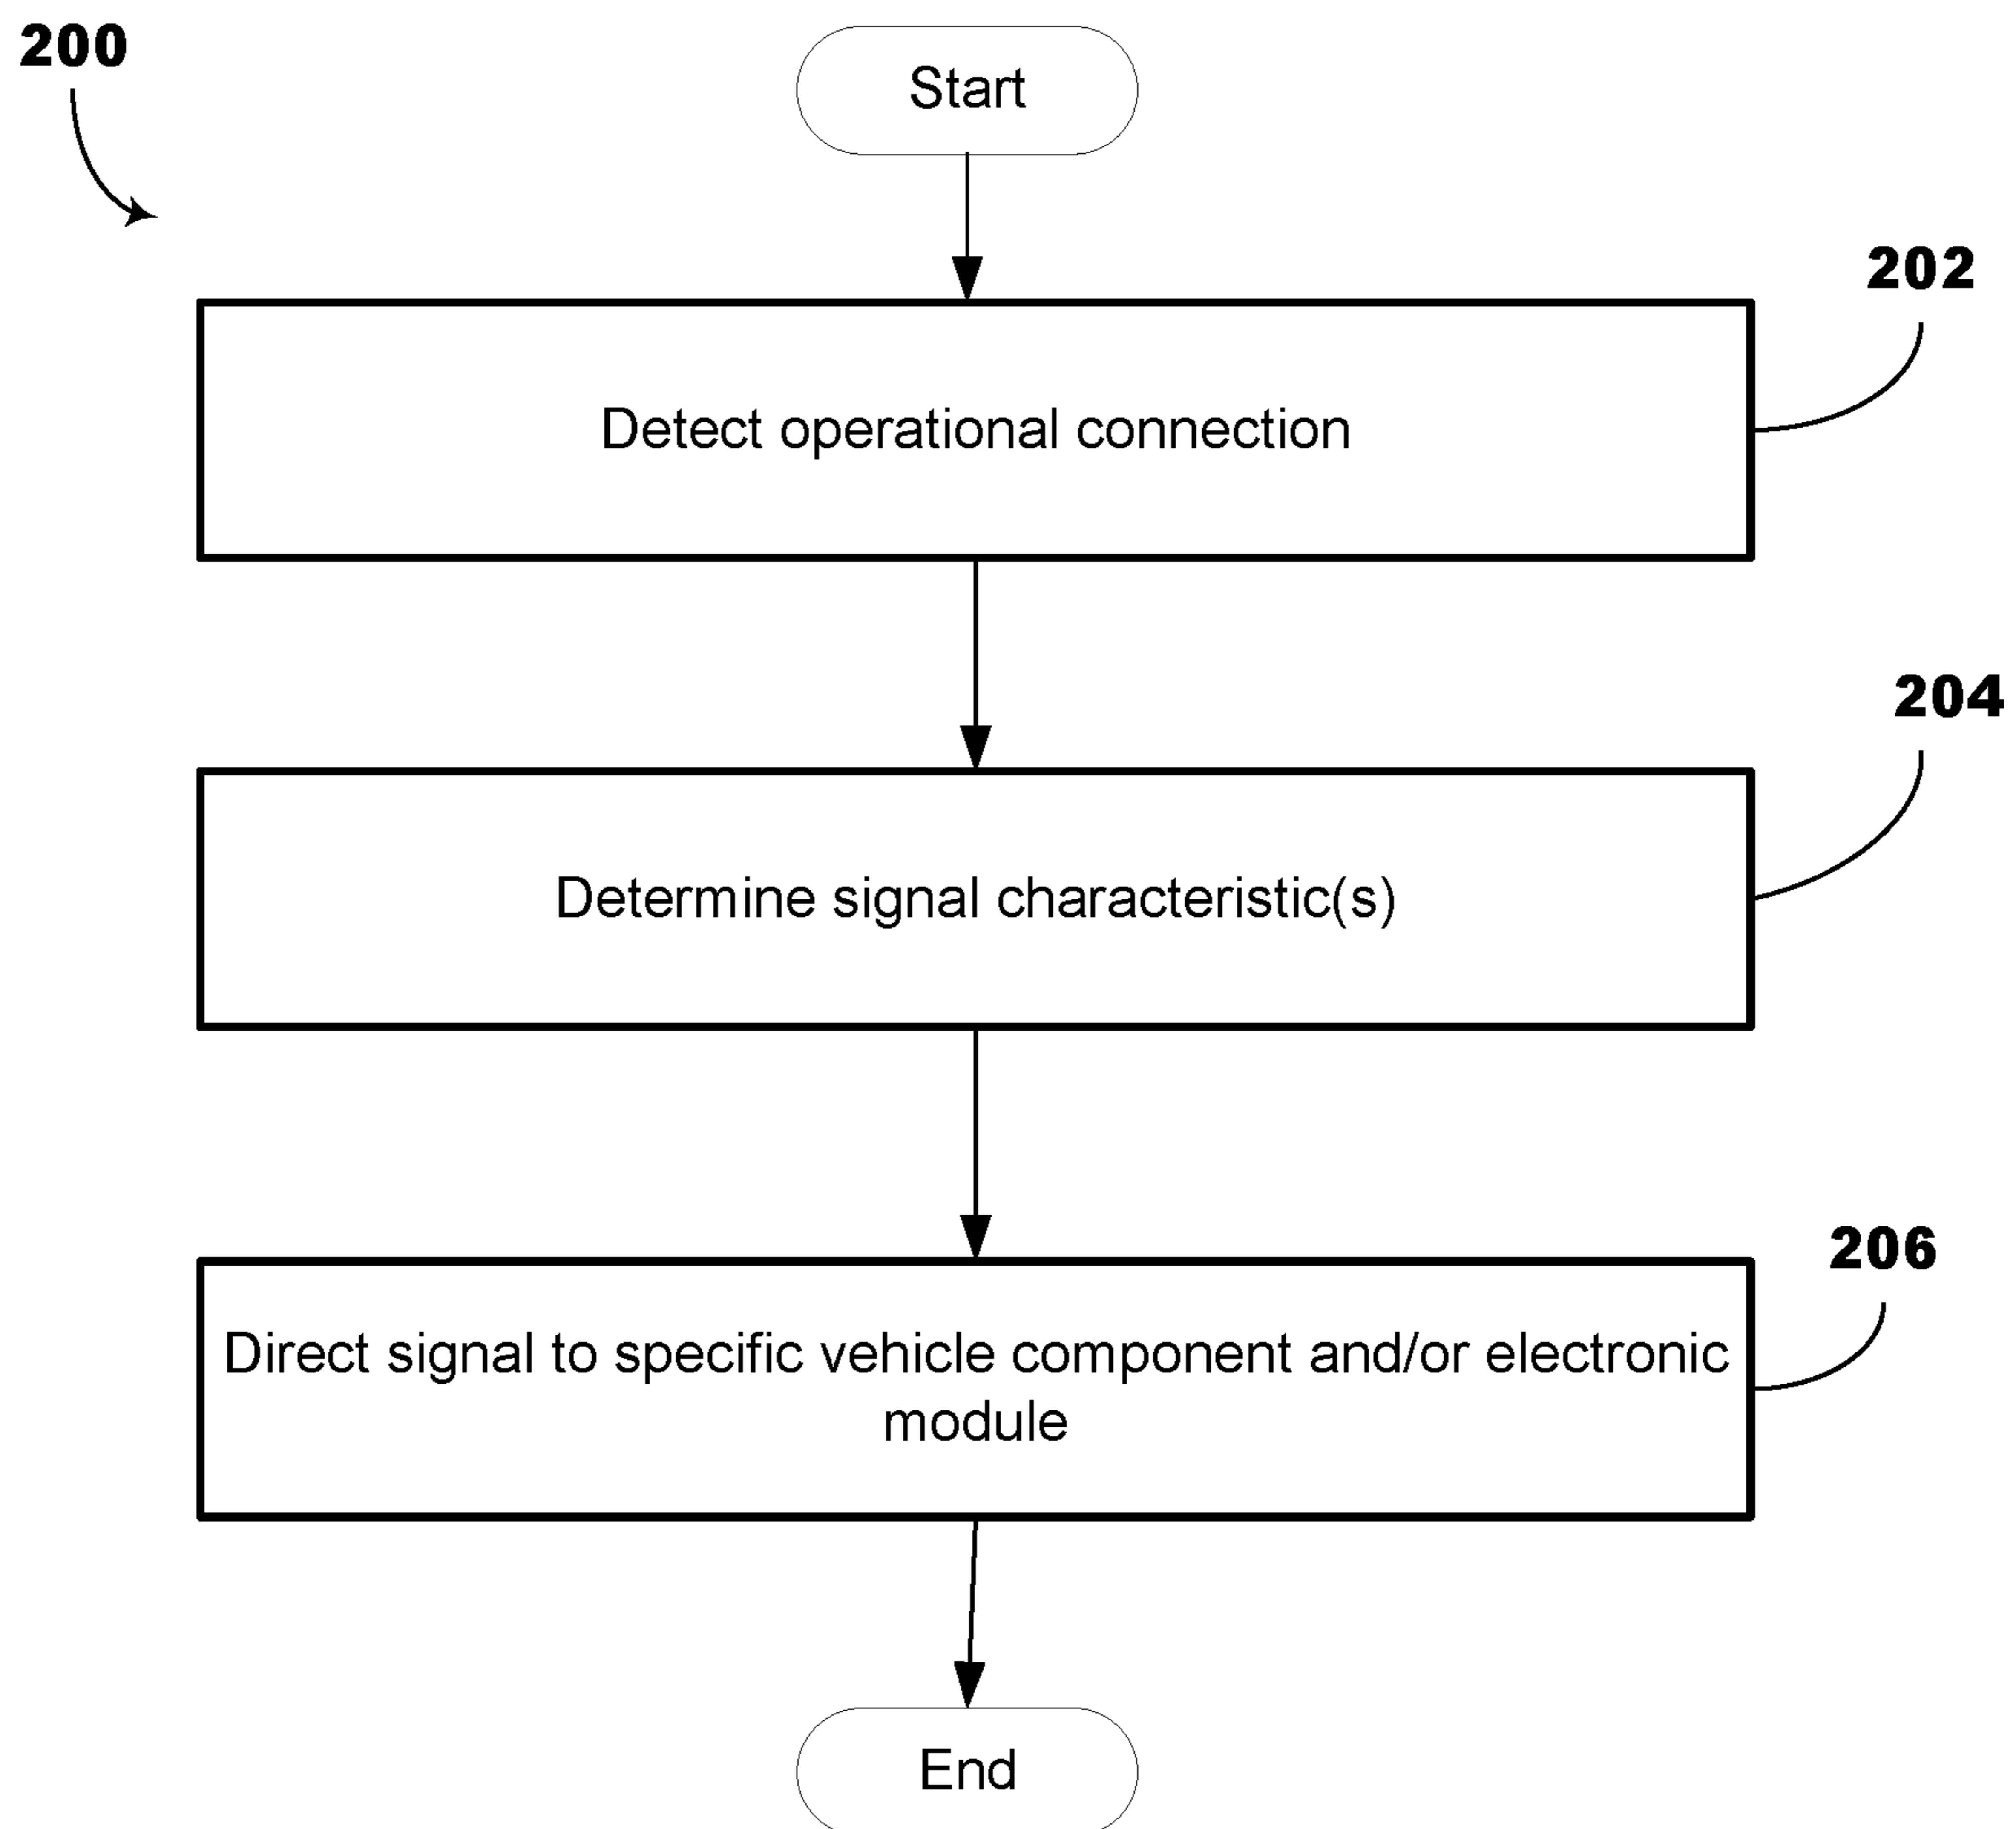 200
Start
202
Detect operational connection
204
Determine signal characteristic(s)
206
Direct signal to specific vehicle component and/or electronic
module
End